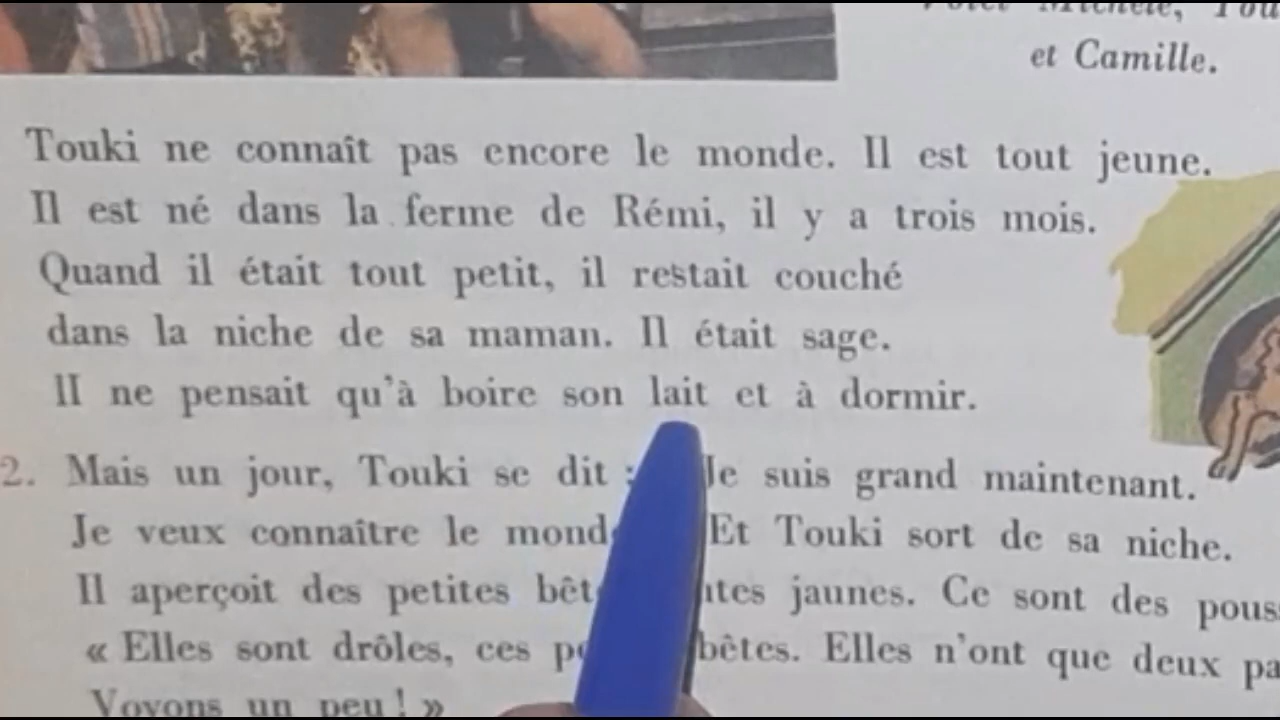 et Camille.
Touki ne connaît pas encore le monde. Il est tout jeune.
Il est né dans la ferme de Rémi, il y a trois mois.
Quand il était tout petit, il restait couché
dans la niche de sa maman. Il était sage.
Il ne pensait qu'à boire son lait et à dormir.
2. Mais un jour, Touki se dit : Je suis grand maintenant.
Je veux connaître le Et Touki sort de sa niche.
Il aperçoit des petites jaunes. Ce sont des
« Elles sont drôles, ces bêtes. Elles n'ont que deux
Voyons un peu ! »